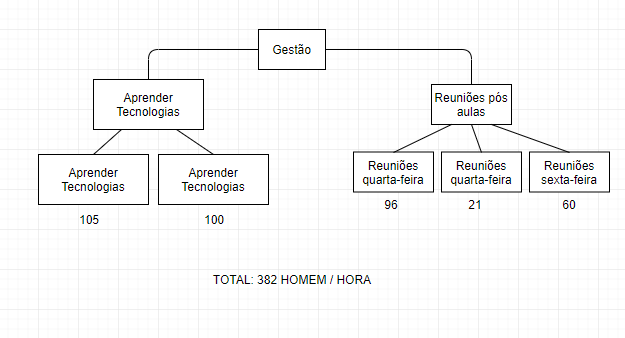 Gestão
Aprender
Tecnologias
Reuniões pós
aulas
Aprender
Tecnologias
Aprender
Tecnologias
Reuniões
quarta-feira
Reuniões
quarta-feira
Reuniões
sexta-feira
105
100
96
21
60
TOTAL: 382 HOMEM / HORA